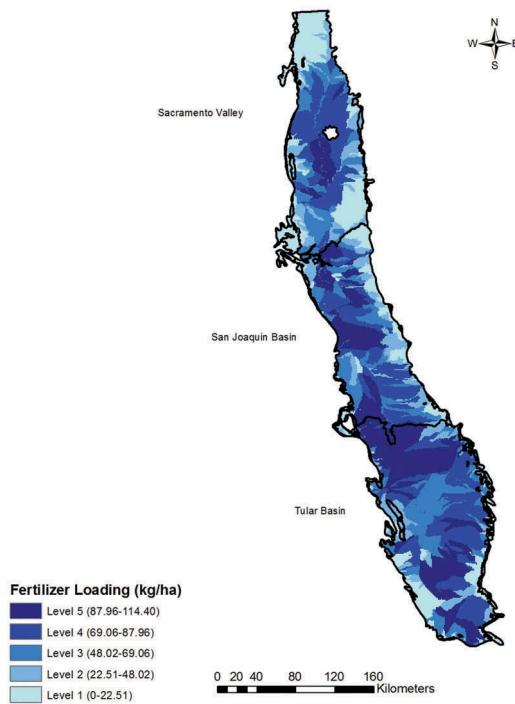 N
W E
S
Sacramento Valley
San Joaquin Basin
Tular Basin
Fertilizer Loading (kg/ha)
Level 5 (87.96-114.40)
Level 4 (69.06-87.96)
Level 3 (48.02-69.06)
Level 2 (22.51-48.02)
Level 1 (0-22.51)
0 20 40 80 120 160
Kilometers